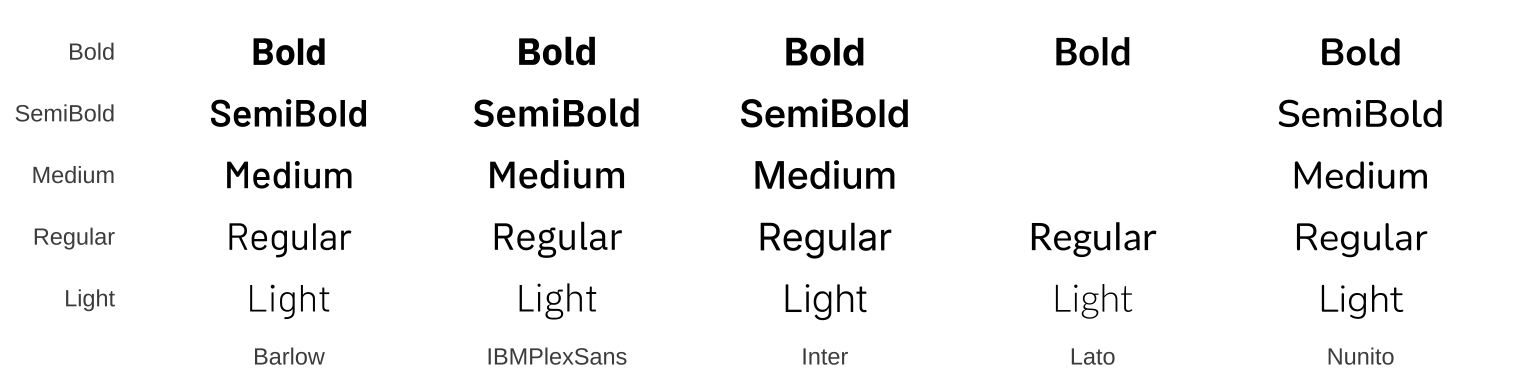 Bold Bold Bold Bold Bold Bold
SemiBold SemiBold SemiBold SemiBold SemiBold
Medium Medium Medium Medium Medium
Regular Regular Regular Regular Regular Regular
Light Light Light Light Light Light
Barlow IBMPlexSans Inter Lato Nunito